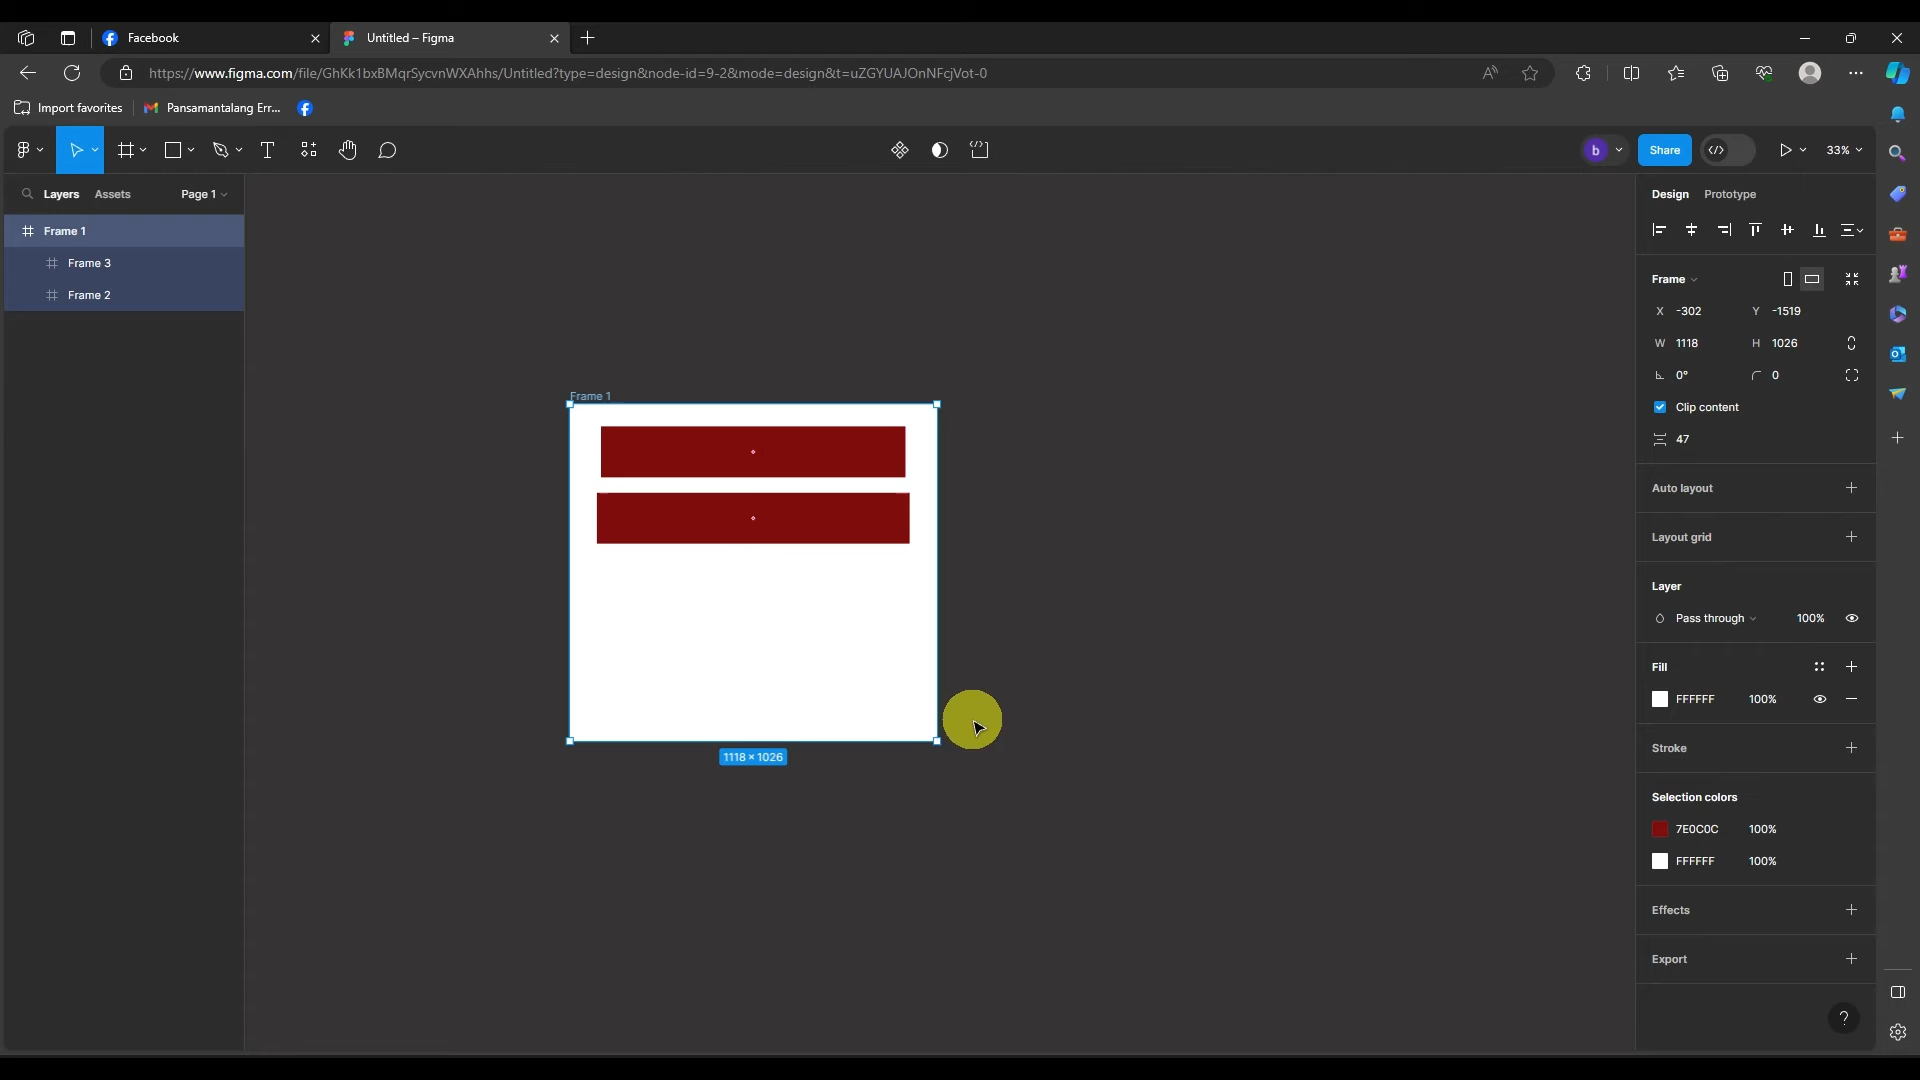 Facebook
Untitled – Figma
https://www.figma.com/file/GhKk1bxBMqrSycvnWXAhhs/Untitled?type=design&node-id=9-2&mode=design&t=uZGYUAJOnNFcjVot-0
Import favorites
Pansamantalang Err...
b
Share
33%
Layers
Assets
Page 1
Design
Prototype
Frame 1
Frame 3
Frame 2
Frame
X -302
Y -1519
W 1118
H 1026
0°
0
Clip content
47
Frame 1
1118 × 1026
Auto layout
Layout grid
Layer
Pass through
100%
Fill
FFFFFF
100%
Stroke
Selection colors
7E0C0C
100%
FFFFFF
100%
Effects
Export
?